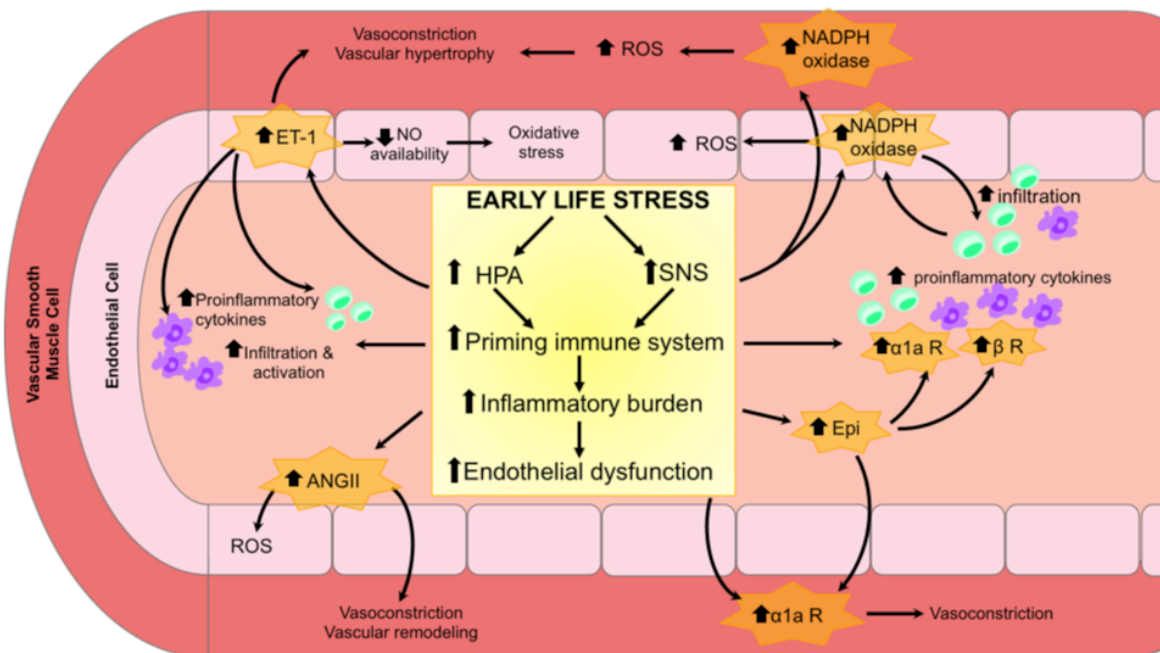 Vasoconstriction
Vascular hypertrophy
ROS
NADPH
oxidase
ET-1
NO
availability
Oxidative
stress
ROS
NADPH
oxidase
infiltration
EARLY LIFE STRESS
HPA
SNS
Priming immune system
Inflammatory burden
Endothelial dysfunction
Vascular Smooth
Muscle Cell
Endothelial Cell
Proinflammatory
cytokines
Infiltration &
activation
proinflammatory cytokines
α1a R
β R
Epi
ANGII
ROS
Vasoconstriction
Vascular remodeling
α1a R
Vasoconstriction